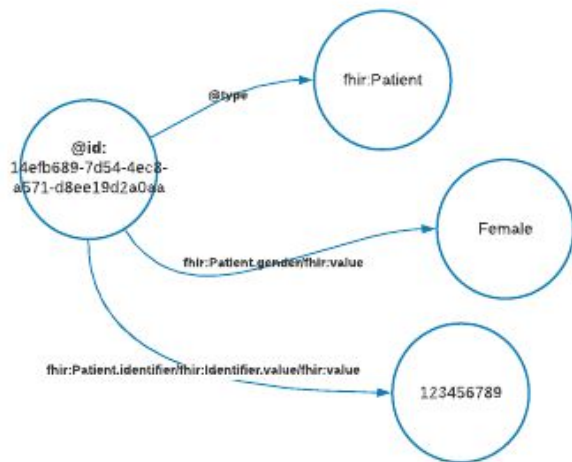 fhir:Patient
@type
@id:
14efb689-7d54-4ec8-
a571-d8ee19d2a0aa
Female
fhir:Patient.gender/fhir:value
fhir:Patient.identifier/fhir:Identifier.value/fhir:value
123456789